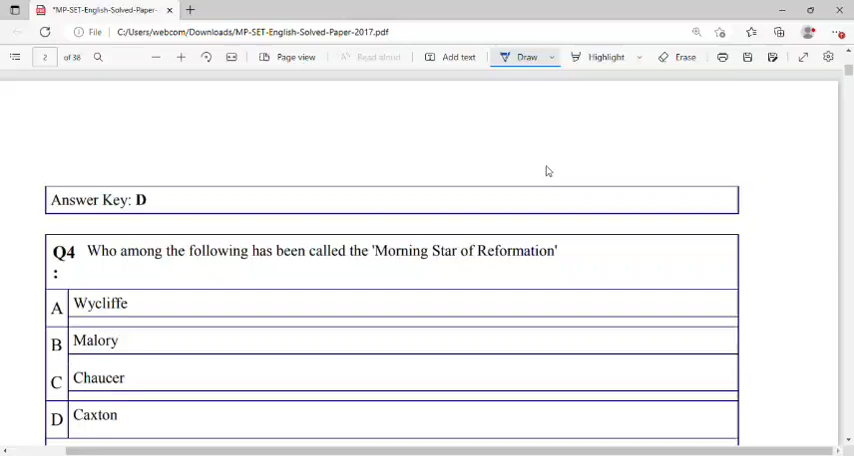 *MP-SET-English-Solved-Paper-
File C:/Users/webcom/Downloads/MP-SET-English-Solved-Paper-2017.pdf
2 of 38 Page view Read aloud Add text Draw Highlight Erase
Answer Key: D
Q4 Who among the following has been called the 'Morning Star of Reformation'
:
A Wycliffe
B Malory
C Chaucer
D Caxton